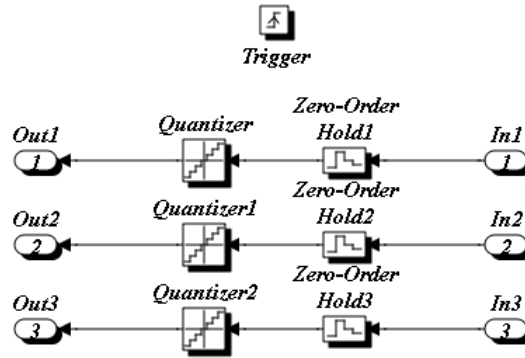 Trigger
Zero-Order
Out1 Quantizer Hold1 In1
1 1
Zero-Order
Out2 Quantizer1 Hold2 In2
2 2
Zero-Order
Out3 Quantizer2 Hold3 In3
3 3